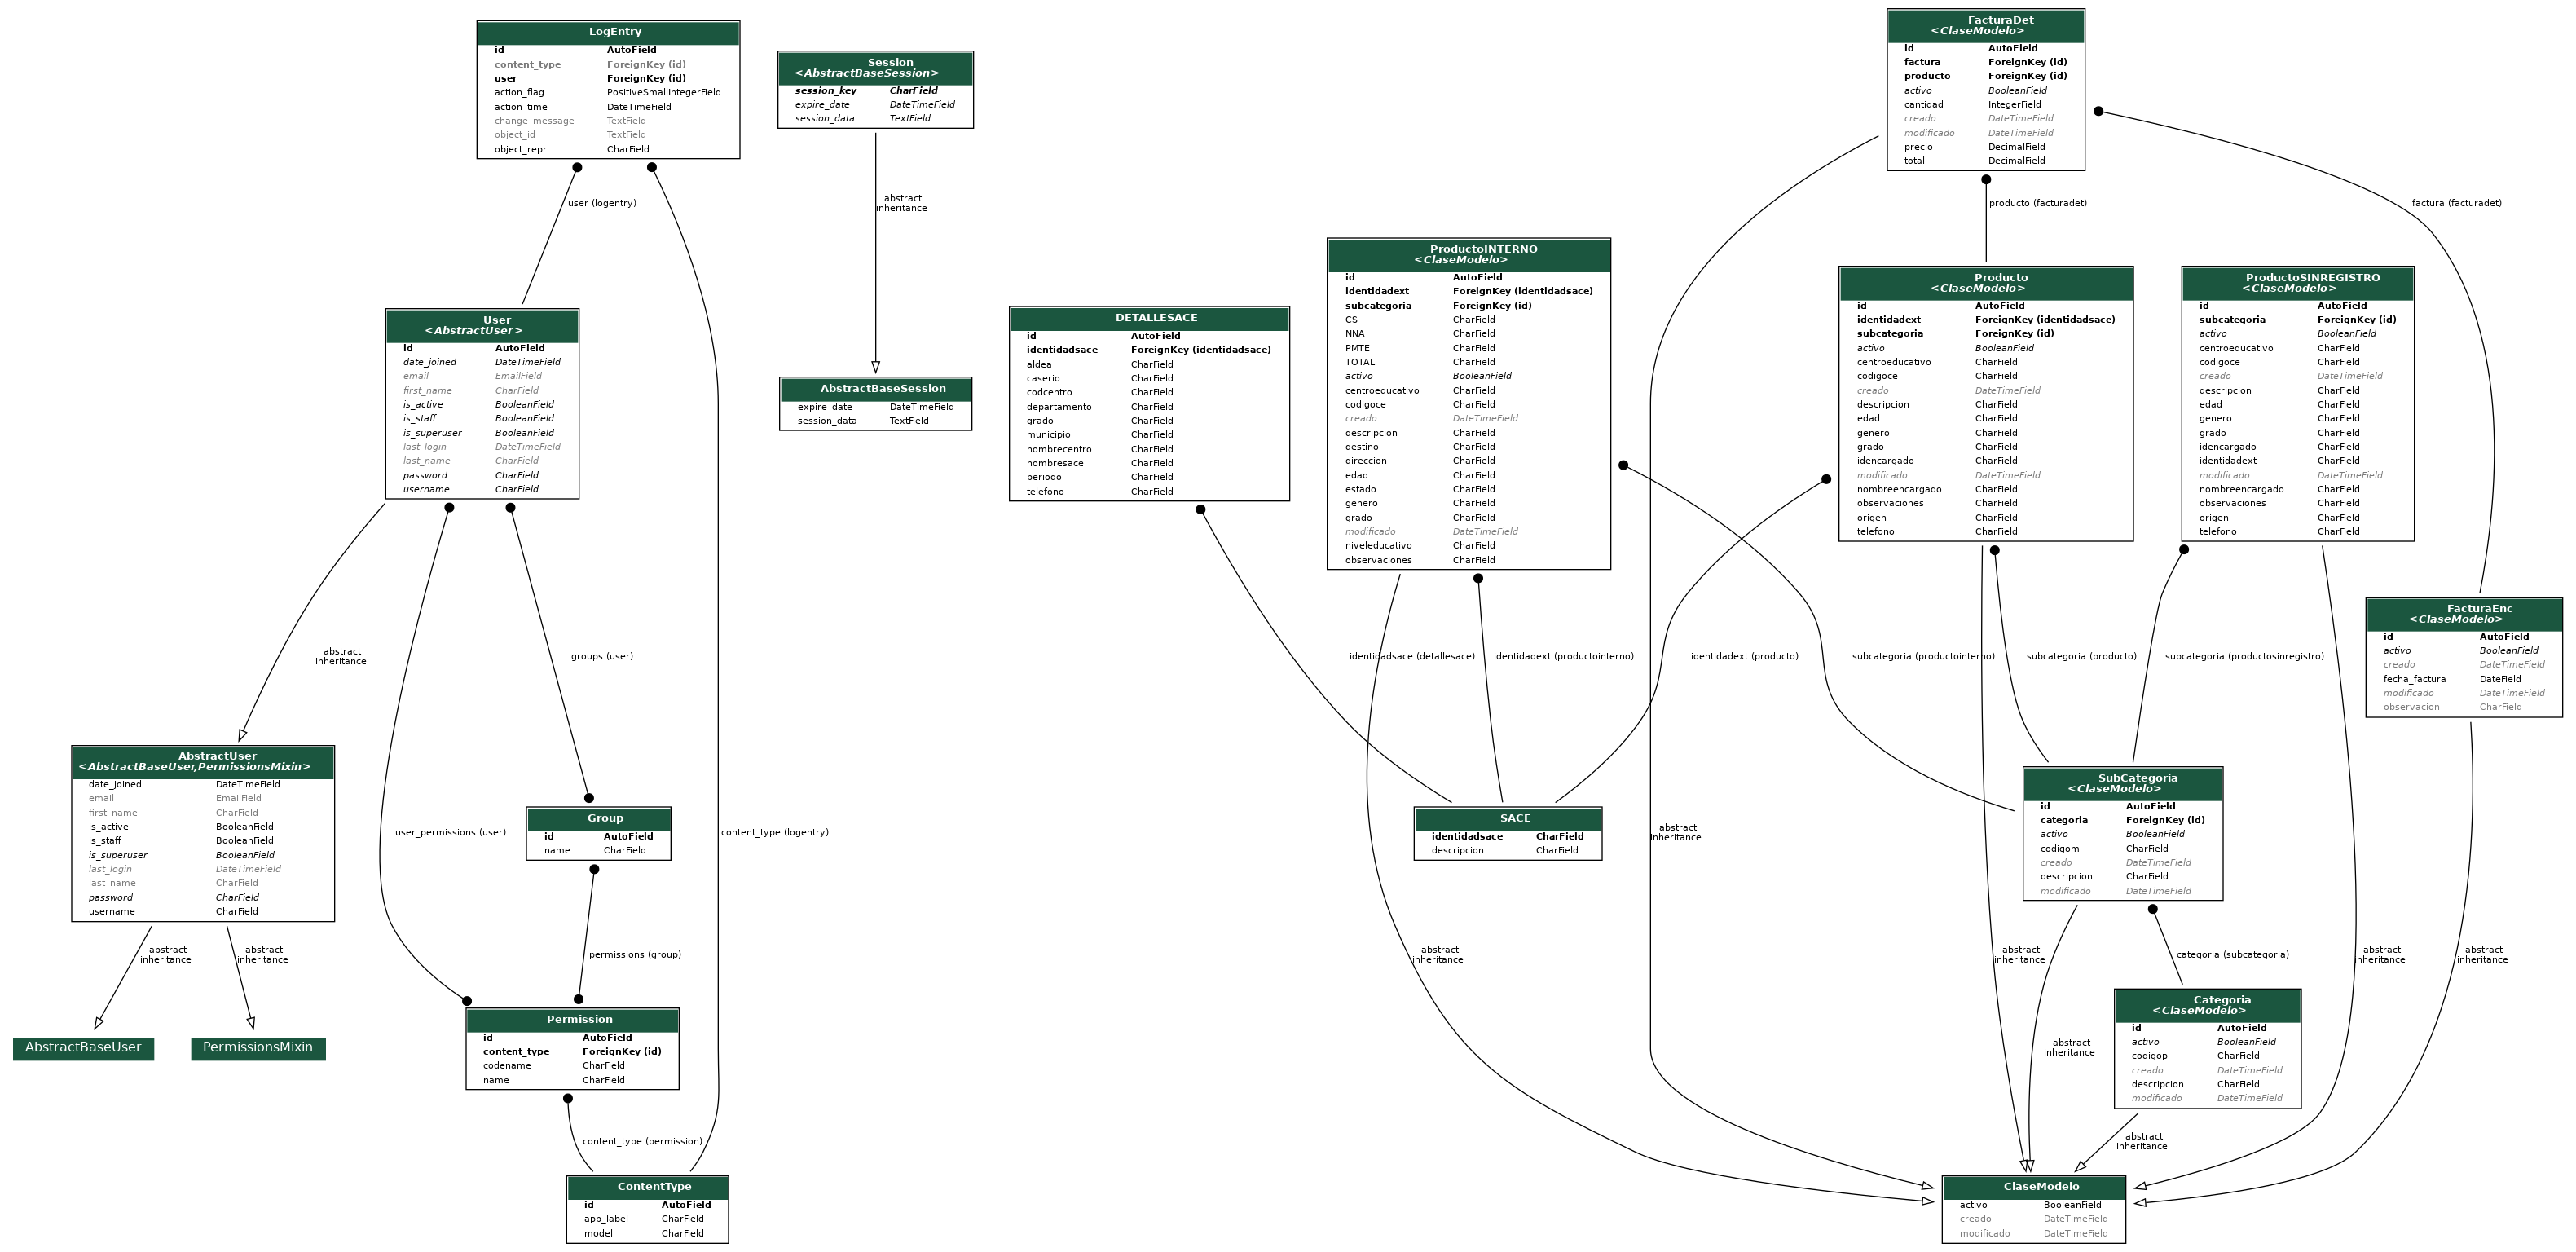 LogEntry
id AutoField
content_type ForeignKey (id)
user ForeignKey (id)
action_flag PositiveSmallIntegerField
action_time DateTimeField
change_message TextField
object_id TextField
object_repr CharField
Session
<AbstractBaseSession>
session_key CharField
expire_date DateTimeField
session_data TextField
FacturaDet
<ClaseModelo>
id AutoField
factura ForeignKey (id)
producto ForeignKey (id)
activo BooleanField
cantidad IntegerField
creado DateTimeField
modificado DateTimeField
precio DecimalField
total DecimalField
user (logentry)
abstract
inheritance
producto (facturadet)
factura (facturadet)
User
<AbstractUser>
id AutoField
date_joined DateTimeField
email EmailField
first_name CharField
is_active BooleanField
is_staff BooleanField
is_superuser BooleanField
last_login DateTimeField
last_name CharField
password CharField
username CharField
AbstractBaseSession
expire_date DateTimeField
session_data TextField
DETALLESACE
id AutoField
identidadsace ForeignKey (identidadsace)
aldea CharField
caserio CharField
codcentro CharField
departamento CharField
grado CharField
municipio CharField
nombrecentro CharField
nombresace CharField
periodo CharField
telefono CharField
ProductoINTERNO
<ClaseModelo>
id AutoField
identidadext ForeignKey (identidadsace)
subcategoria ForeignKey (id)
CS CharField
NNA CharField
PMTE CharField
TOTAL CharField
activo BooleanField
centroeducativo CharField
codigoce CharField
creado DateTimeField
descripcion CharField
destino CharField
direccion CharField
edad CharField
estado CharField
genero CharField
grado CharField
modificado DateTimeField
niveleducativo CharField
observaciones CharField
Producto
<ClaseModelo>
id AutoField
identidadext ForeignKey (identidadsace)
subcategoria ForeignKey (id)
activo BooleanField
centroeducativo CharField
codigoce CharField
creado DateTimeField
descripcion CharField
edad CharField
genero CharField
grado CharField
idencargado CharField
modificado DateTimeField
nombreencargado CharField
observaciones CharField
origen CharField
telefono CharField
ProductoSINREGISTRO
<ClaseModelo>
id AutoField
subcategoria ForeignKey (id)
activo BooleanField
centroeducativo CharField
codigoce CharField
creado DateTimeField
descripcion CharField
edad CharField
genero CharField
grado CharField
idencargado CharField
identidadext CharField
modificado DateTimeField
nombreencargado CharField
observaciones CharField
origen CharField
telefono CharField
FacturaEnc
<ClaseModelo>
id AutoField
activo BooleanField
creado DateTimeField
fecha_factura DateField
modificado DateTimeField
observacion CharField
abstract
inheritance
groups (user)
identidadsace (detallesace)
identidadext (productointerno)
identidadext (producto)
subcategoria (productointerno)
subcategoria (producto)
subcategoria (productosinregistro)
AbstractUser
<AbstractBaseUser,PermissionsMixin>
date_joined DateTimeField
email EmailField
first_name CharField
is_active BooleanField
is_staff BooleanField
is_superuser BooleanField
last_login DateTimeField
last_name CharField
password CharField
username CharField
user_permissions (user)
Group
id AutoField
name CharField
content_type (logentry)
SACE
identidadsace CharField
descripcion CharField
abstract
inheritance
SubCategoria
<ClaseModelo>
id AutoField
categoria ForeignKey (id)
activo BooleanField
codigom CharField
creado DateTimeField
descripcion CharField
modificado DateTimeField
abstract
inheritance
abstract
inheritance
permissions (group)
abstract
inheritance
abstract
inheritance
categoria (subcategoria)
abstract
inheritance
abstract
inheritance
AbstractBaseUser
PermissionsMixin
Permission
id AutoField
content_type ForeignKey (id)
codename CharField
name CharField
abstract
inheritance
Categoria
<ClaseModelo>
id AutoField
activo BooleanField
codigop CharField
creado DateTimeField
descripcion CharField
modificado DateTimeField
content_type (permission)
abstract
inheritance
ContentType
id AutoField
app_label CharField
model CharField
ClaseModelo
activo BooleanField
creado DateTimeField
modificado DateTimeField